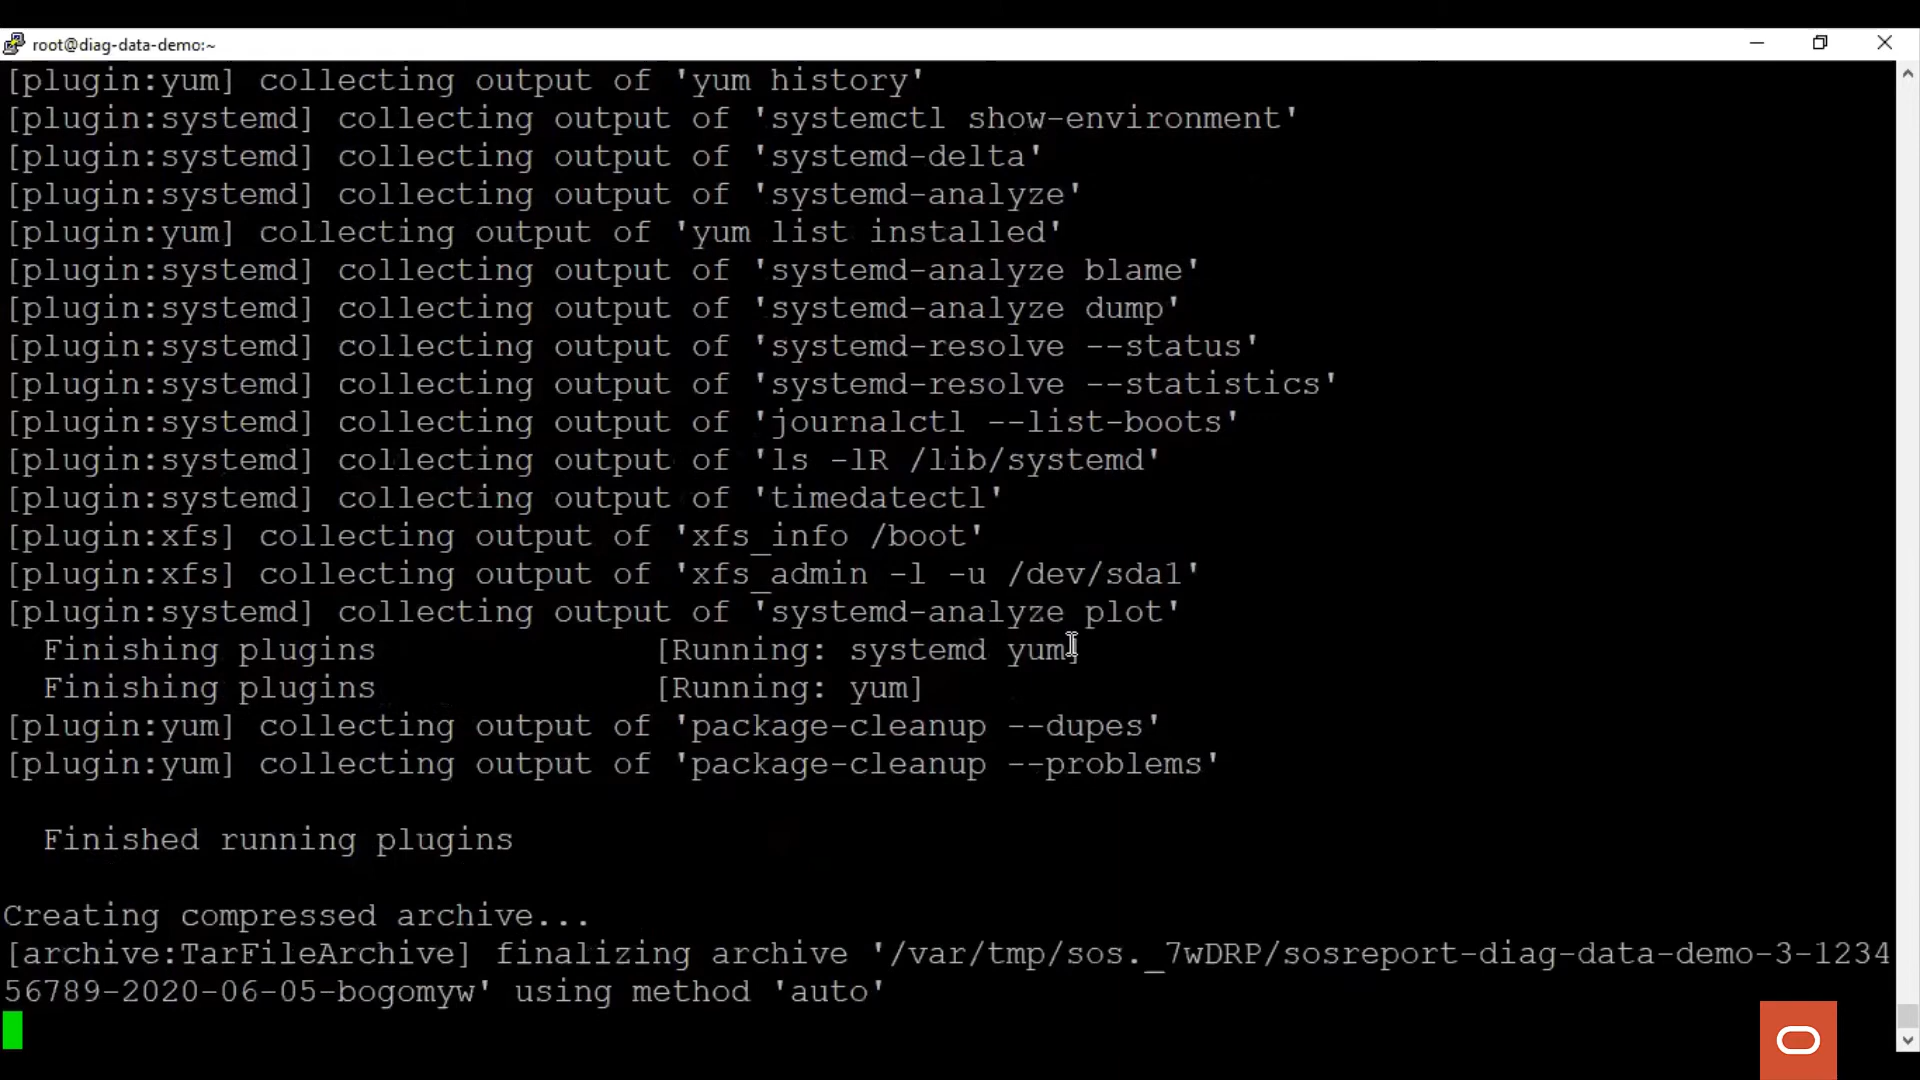 root@diag-data-demo:~
[plugin:yum] collecting output of 'yum history'
[plugin:systemd] collecting output of 'systemctl show-environment'
[plugin:systemd] collecting output of 'systemd-delta'
[plugin:systemd] collecting output of 'systemd-analyze'
[plugin:yum] collecting output of 'yum list installed'
[plugin:systemd] collecting output of 'systemd-analyze blame'
[plugin:systemd] collecting output of 'systemd-analyze dump'
[plugin:systemd] collecting output of 'systemd-resolve --status'
[plugin:systemd] collecting output of 'systemd-resolve --statistics'
[plugin:systemd] collecting output of 'journalctl --list-boots'
[plugin:systemd] collecting output of 'ls -lR /lib/systemd'
[plugin:systemd] collecting output of 'timedatectl'
[plugin:xfs] collecting output of 'xfs_info /boot'
[plugin:xfs] collecting output of 'xfs_admin -l -u /dev/sda1'
[plugin:systemd] collecting output of 'systemd-analyze plot'
Finishing plugins [Running: systemd yum]
Finishing plugins [Running: yum]
[plugin:yum] collecting output of 'package-cleanup --dupes'
[plugin:yum] collecting output of 'package-cleanup --problems'
Finished running plugins
Creating compressed archive...
[archive:TarFileArchive] finalizing archive '/var/tmp/sos._7wDRP/sosreport-diag-data-demo-3-1234
56789-2020-06-05-bogomyw' using method 'auto'